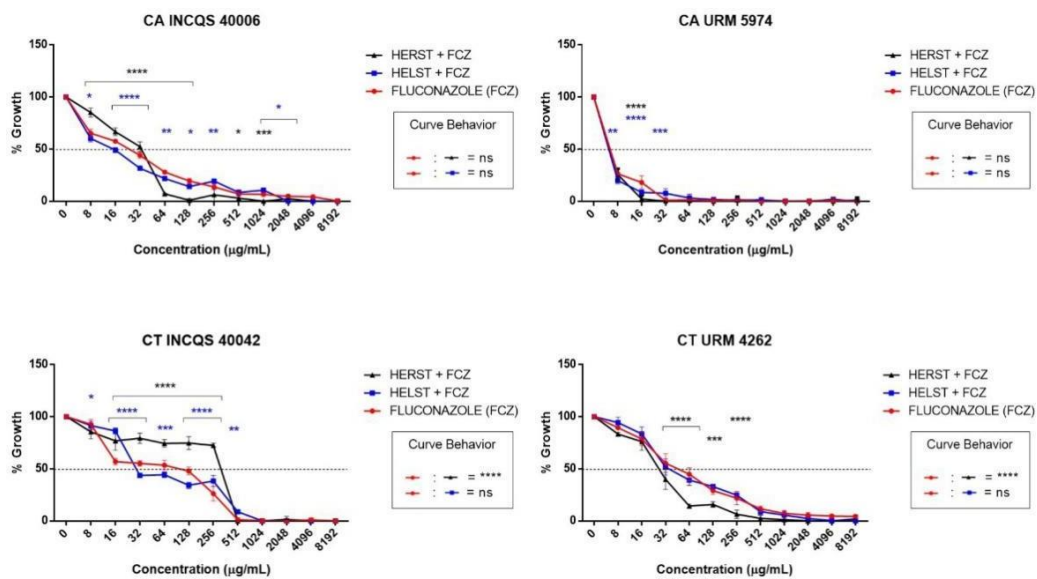 CA INCQS 40006
150
100
50
0
% Growth
****
*
****
**
*
**
*
***
*
HERST + FCZ
HELST + FCZ
FLUCONAZOLE (FCZ)
Curve Behavior
: = ns
: = ns
0 8 16 32 64 128 256 512 1024 2048 4096 8192
Concentration (µg/mL)
CA URM 5974
150
100
50
0
% Growth
****
****
**
***
HERST + FCZ
HELST + FCZ
FLUCONAZOLE (FCZ)
Curve Behavior
: = ns
: = ns
0 8 16 32 64 128 256 512 1024 2048 4096 8192
Concentration (µg/mL)
CT INCQS 40042
150
100
50
0
% Growth
****
*
****
***
****
**
HERST + FCZ
HELST + FCZ
FLUCONAZOLE (FCZ)
Curve Behavior
: = ****
: = ns
0 8 16 32 64 128 256 512 1024 2048 4096 8192
Concentration (µg/mL)
CT URM 4262
150
100
50
0
% Growth
****
***
****
HERST + FCZ
HELST + FCZ
FLUCONAZOLE (FCZ)
Curve Behavior
: = ****
: = ns
0 8 16 32 64 128 256 512 1024 2048 4096 8192
Concentration (µg/mL)